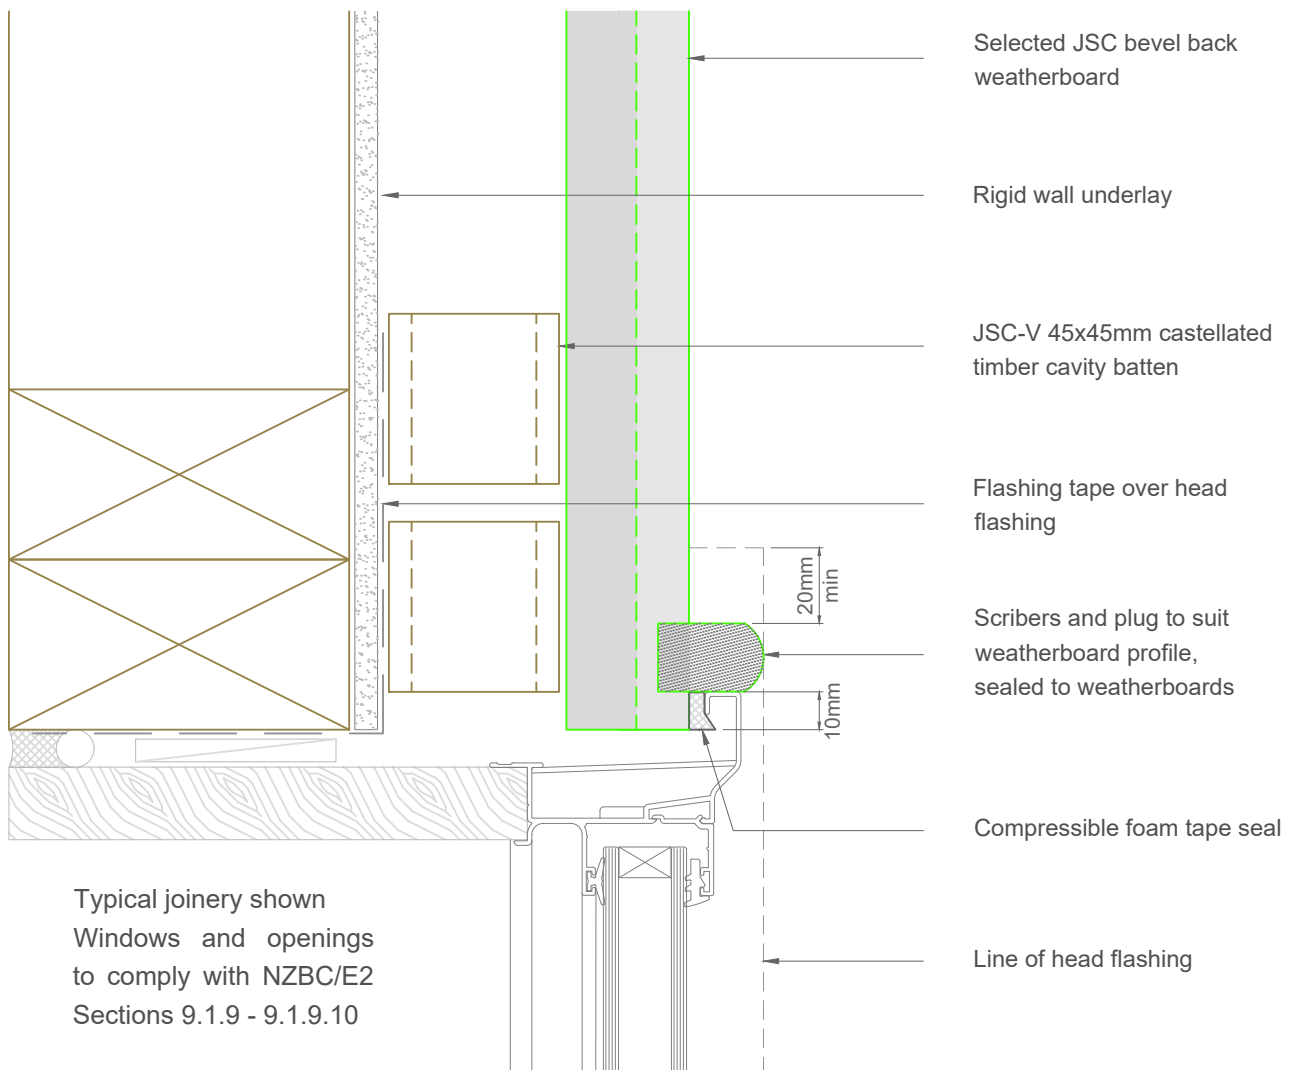 Selected JSC bevel back
weatherboard
Rigid wall underlay
JSC-V 45x45mm castellated
timber cavity batten
Flashing tape over head
flashing
20mm
min
Scribers and plug to suit
weatherboard profile,
sealed to weatherboards
10mm
Compressible foam tape seal
Typical joinery shown
Windows and openings
to comply with NZBC/E2
Sections 9.1.9 - 9.1.9.10
Line of head flashing